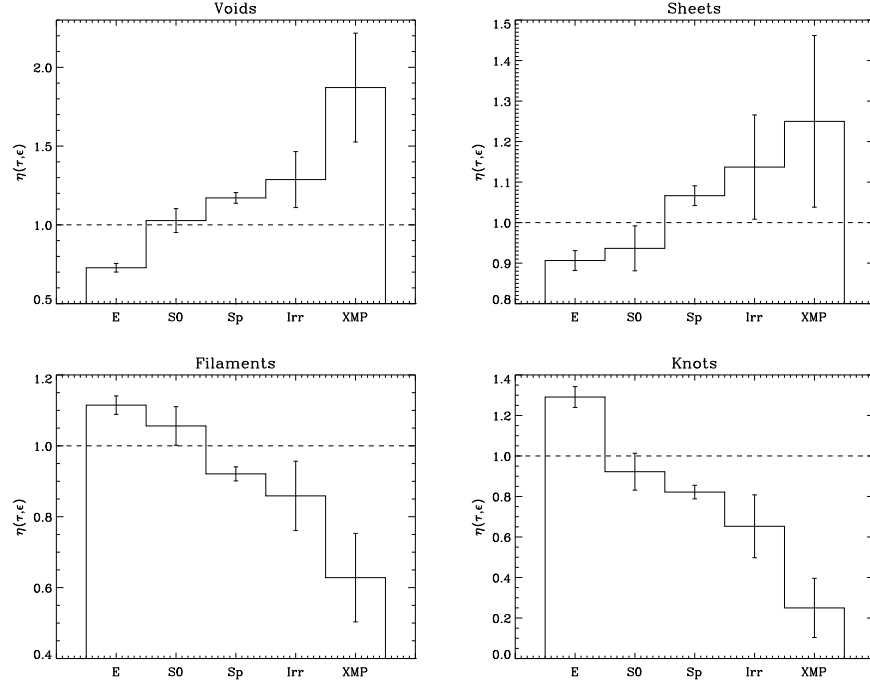 Voids
2.0
1.5
1.0
0.5
η(τ,ϵ)
E S0 Sp Irr XMP
Sheets
1.5
1.4
1.3
1.2
1.1
1.0
0.9
0.8
η(τ,ϵ)
E S0 Sp Irr XMP
Filaments
1.2
1.0
0.8
0.6
0.4
η(τ,ϵ)
E S0 Sp Irr XMP
Knots
1.4
1.2
1.0
0.8
0.6
0.4
0.2
0.0
η(τ,ϵ)
E S0 Sp Irr XMP